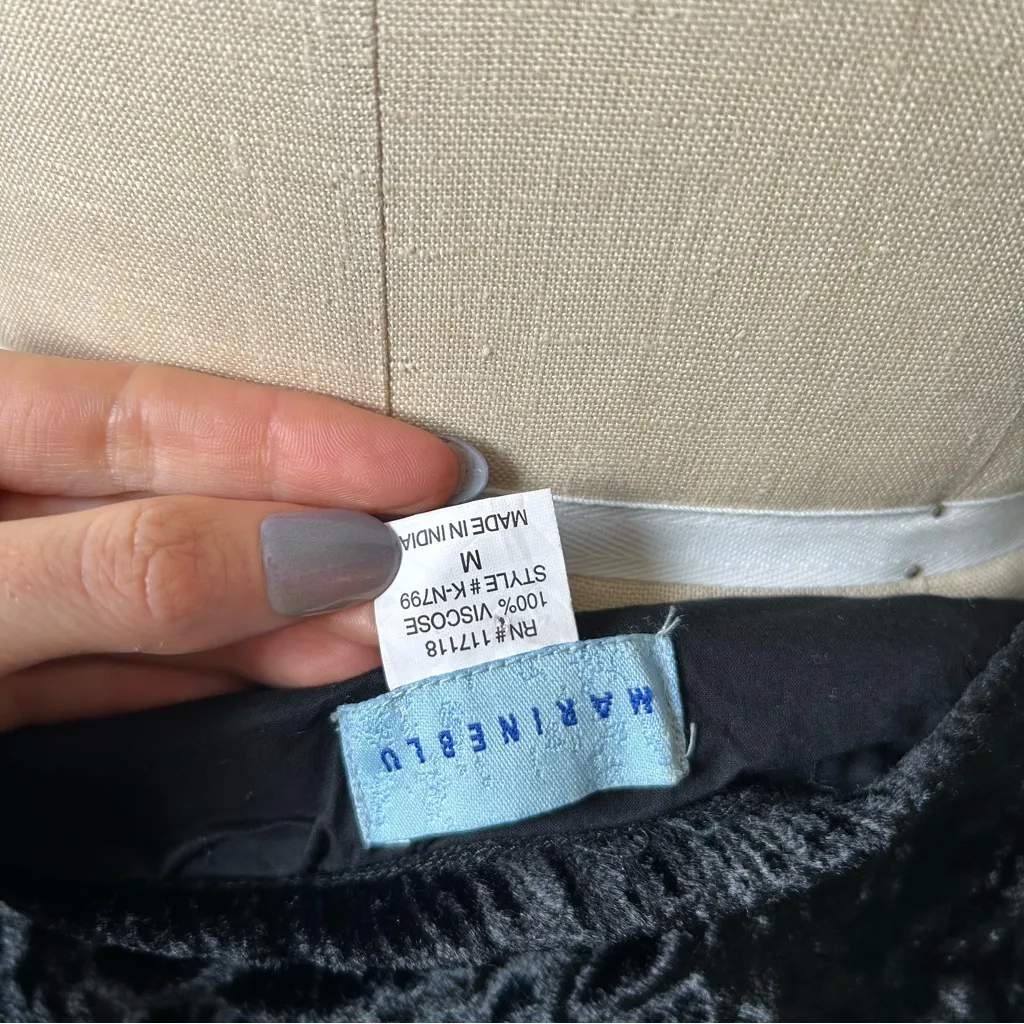 MARINEBLU
RN # 117118
100% VISCOSE
STYLE # K-N799
M
MADE IN INDIA